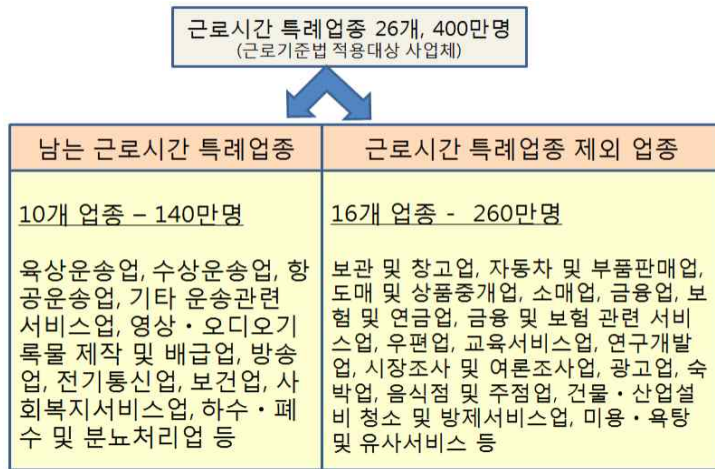 근로시간 특례업종 26개, 400만명
(근로기준법 적용대상 사업체)
남는 근로시간 특례업종
10개 업종 – 140만명
육상운송업, 수상운송업, 항
공운송업, 기타 운송관련
서비스업, 영상・오디오기
록물 제작 및 배급업, 방송
업, 전기통신업, 보건업, 사
회복지서비스업, 하수・폐
수 및 분뇨처리업 등
근로시간 특례업종 제외 업종
16개 업종 - 260만명
보관 및 창고업, 자동차 및 부품판매업,
도매 및 상품중개업, 소매업, 금융업, 보
험 및 연금업, 금융 및 보험 관련 서비
스업, 우편업, 교육서비스업, 연구개발
업, 시장조사 및 여론조사업, 광고업, 숙
박업, 음식점 및 주점업, 건물・산업설
비 청소 및 방제서비스업, 미용・욕탕
및 유사서비스 등